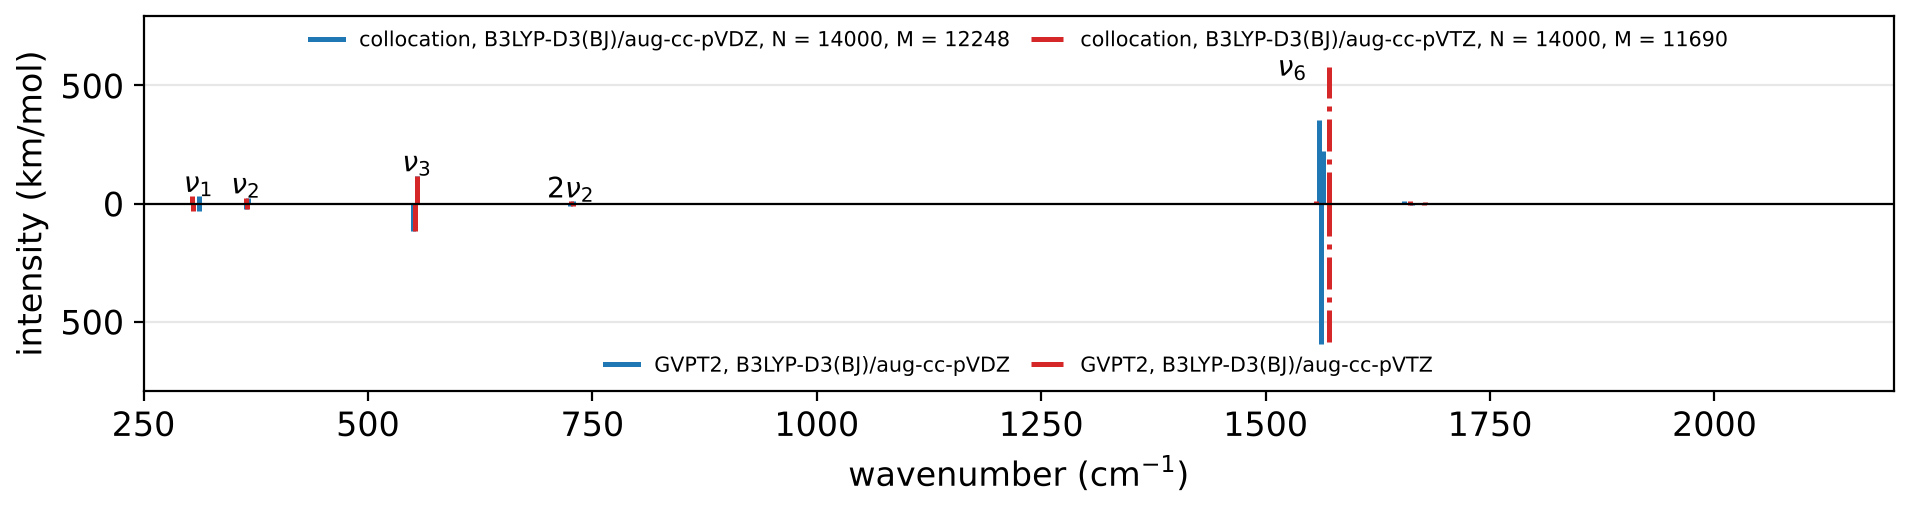 collocation, B3LYP-D3(BJ)/aug-cc-pVDZ, N = 14000, M = 12248
collocation, B3LYP-D3(BJ)/aug-cc-pVTZ, N = 14000, M = 11690
ν₆
500
ν₃
ν₁
ν₂
2ν₂
0
intensity (km/mol)
500
GVPT2, B3LYP-D3(BJ)/aug-cc-pVDZ
GVPT2, B3LYP-D3(BJ)/aug-cc-pVTZ
250 500 750 1000 1250 1500 1750 2000
wavenumber (cm⁻¹)